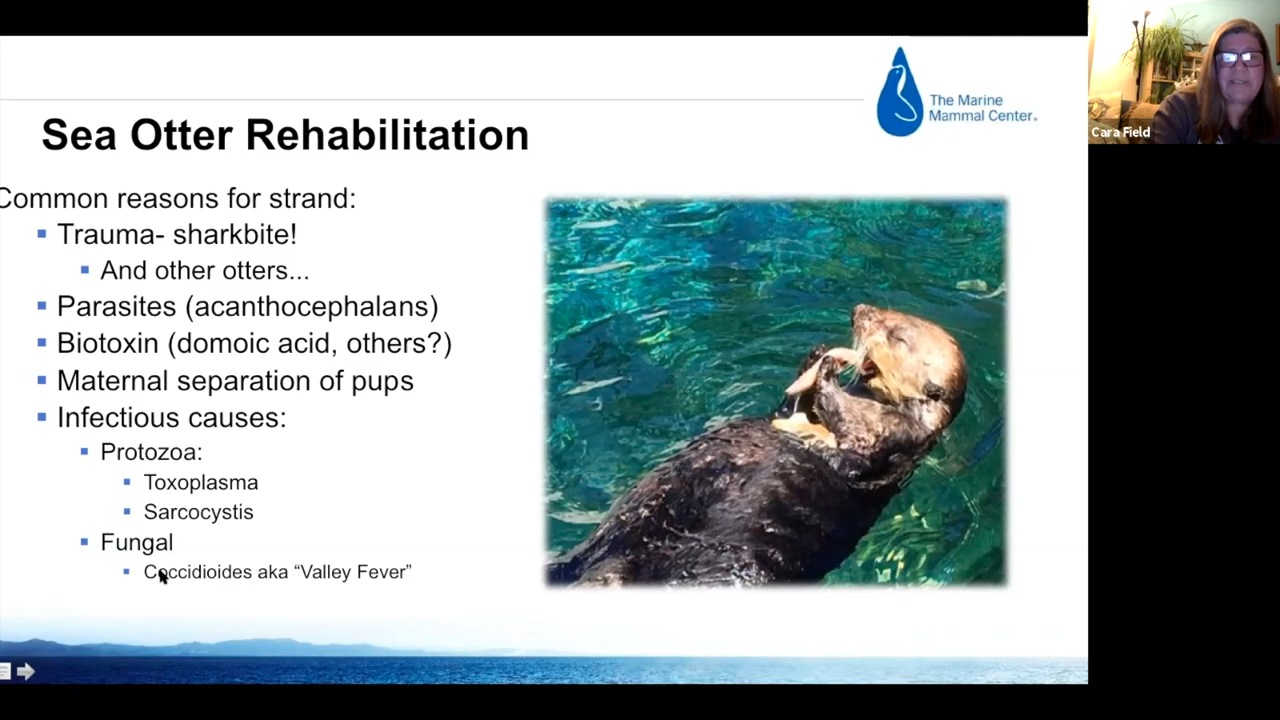 The Marine
Mammal Center®
Sea Otter Rehabilitation
Common reasons for strand:
Trauma- sharkbite!
And other otters...
Parasites (acanthocephalans)
Biotoxin (domoic acid, others?)
Maternal separation of pups
Infectious causes:
Protozoa:
Toxoplasma
Sarcocystis
Fungal
Coccidioides aka “Valley Fever”
Cara Field